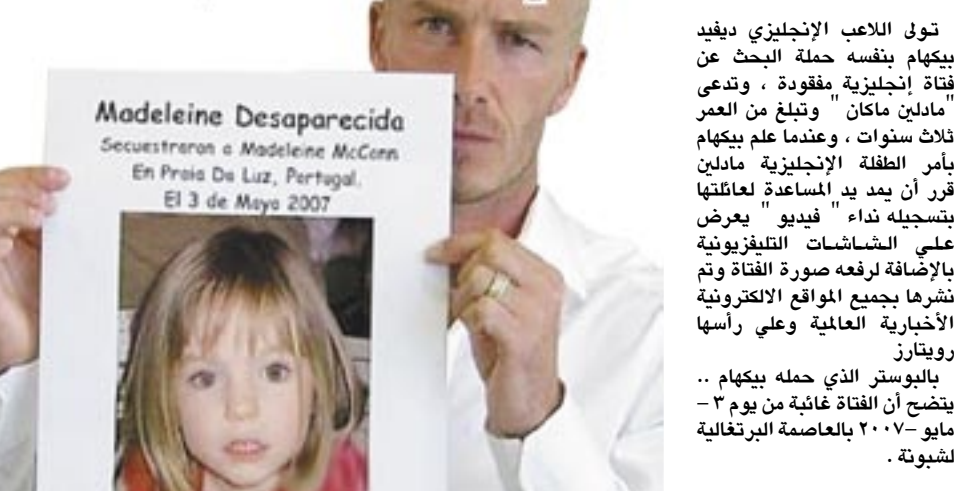 Madeleine Desaparecida
Secuestraron a Madeleine McCann
En Praia Da Luz, Portugal.
El 3 de Mayo 2007
تولى اللاعب الإنجليزي ديفيد
بيكهام بنفسه حملة البحث عن
فتاة إنجليزية مفقودة ، وتدعى
"مادلين ماكان " وتبلغ من العمر
ثلاث سنوات ، وعندما علم بيكهام
بأمر الطفلة الإنجليزية مادلين
قرر أن يمد يد المساعدة لعائلتها
بتسجيله نداء " فيديو " يعرض
علي الشاشات التليفزيونية
بالإضافة لرفعه صورة الفتاة وتم
نشرها بجميع المواقع الالكترونية
الأخبارية العالمية وعلي رأسها
رويتارز
بالبوستر الذي حمله بيكهام ..
يتضح أن الفتاة غائبة من يوم ٣ –
مايو –٢٠٠٧ بالعاصمة البرتغالية
لشبونة .